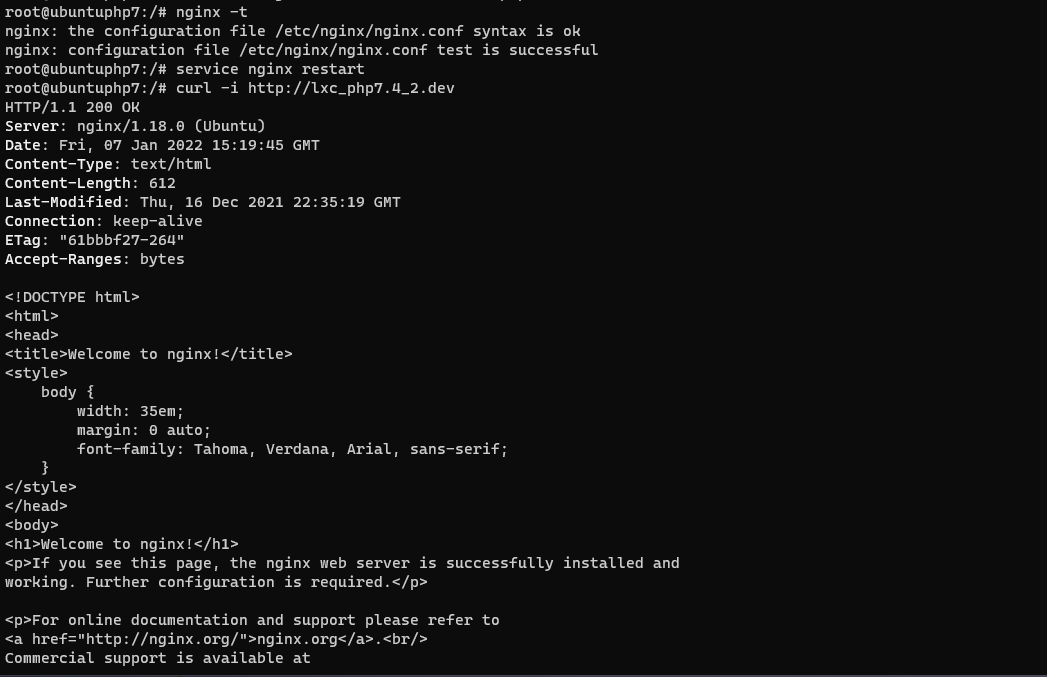 root@ubuntuphp7:/# nginx -t
nginx: the configuration file /etc/nginx/nginx.conf syntax is ok
nginx: configuration file /etc/nginx/nginx.conf test is successful
root@ubuntuphp7:/# service nginx restart
root@ubuntuphp7:/# curl -i http://lxc_php7.4_2.dev
HTTP/1.1 200 OK
Server: nginx/1.18.0 (Ubuntu)
Date: Fri, 07 Jan 2022 15:19:45 GMT
Content-Type: text/html
Content-Length: 612
Last-Modified: Thu, 16 Dec 2021 22:35:19 GMT
Connection: keep-alive
ETag: "61bbbf27-264"
Accept-Ranges: bytes

<!DOCTYPE html>
<html>
<head>
<title>Welcome to nginx!</title>
<style>
    body {
        width: 35em;
        margin: 0 auto;
        font-family: Tahoma, Verdana, Arial, sans-serif;
    }
</style>
</head>
<body>
<h1>Welcome to nginx!</h1>
<p>If you see this page, the nginx web server is successfully installed and
working. Further configuration is required.</p>

<p>For online documentation and support please refer to
<a href="http://nginx.org/">nginx.org</a>.<br/>
Commercial support is available at